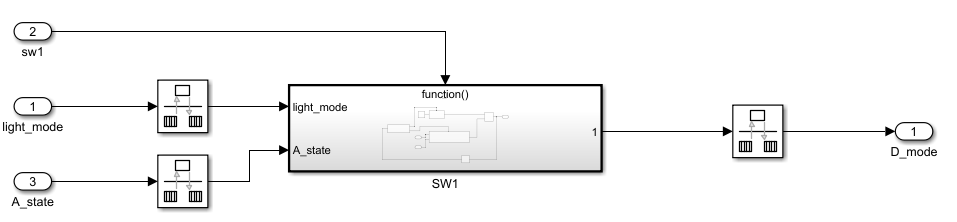 2
sw1
function()
1
light_mode
light_mode
A_state
1
SW1
1
D_mode
3
A_state